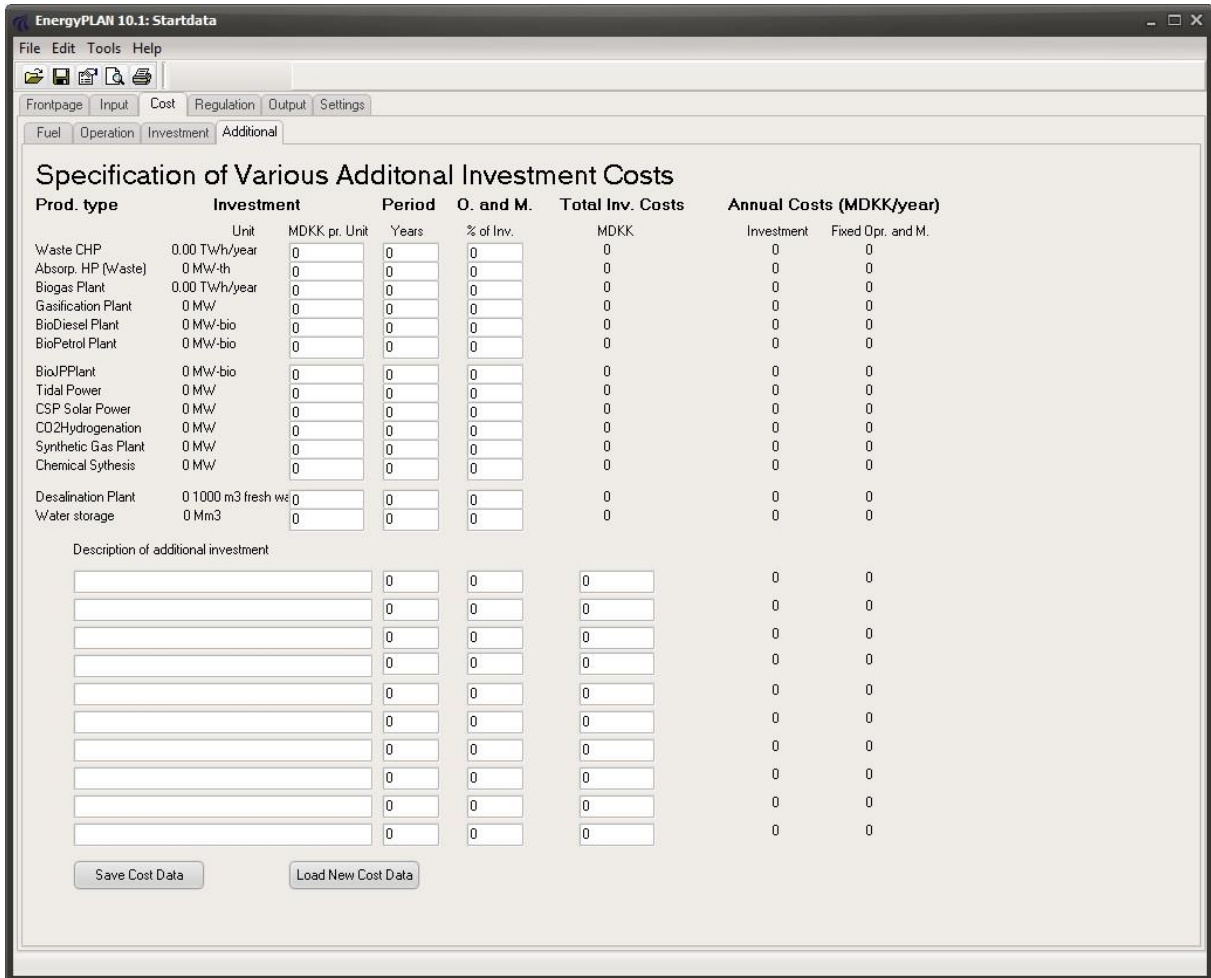 EnergyPLAN 10.1: Startdata
File Edit Tools Help
Frontpage Input Cost Regulation Output Settings
Fuel Operation Investment Additional
Specification of Various Additonal Investment Costs
Prod. type Investment Period O. and M. Total Inv. Costs Annual Costs (MDKK/year)
Unit MDKK pr. Unit Years % of Inv. MDKK Investment Fixed Opr. and M.
Waste CHP 0.00 TWh/year 0 0 0 0 0 0
Absorp. HP (Waste) 0 MW-th 0 0 0 0 0 0
Biogas Plant 0.00 TWh/year 0 0 0 0 0 0
Gasification Plant 0 MW 0 0 0 0 0 0
BioDiesel Plant 0 MW-bio 0 0 0 0 0 0
BioPetrol Plant 0 MW-bio 0 0 0 0 0 0
BioJPPlant 0 MW-bio 0 0 0 0 0 0
Tidal Power 0 MW 0 0 0 0 0 0
CSP Solar Power 0 MW 0 0 0 0 0 0
CO2Hydrogenation 0 MW 0 0 0 0 0 0
Synthetic Gas Plant 0 MW 0 0 0 0 0 0
Chemical Sythesis 0 MW 0 0 0 0 0 0
Desalination Plant 0 1000 m3 fresh wa 0 0 0 0 0 0
Water storage 0 Mm3 0 0 0 0 0 0
Description of additional investment
0 0 0 0 0
0 0 0 0 0
0 0 0 0 0
0 0 0 0 0
0 0 0 0 0
0 0 0 0 0
0 0 0 0 0
0 0 0 0 0
0 0 0 0 0
0 0 0 0 0
Save Cost Data Load New Cost Data